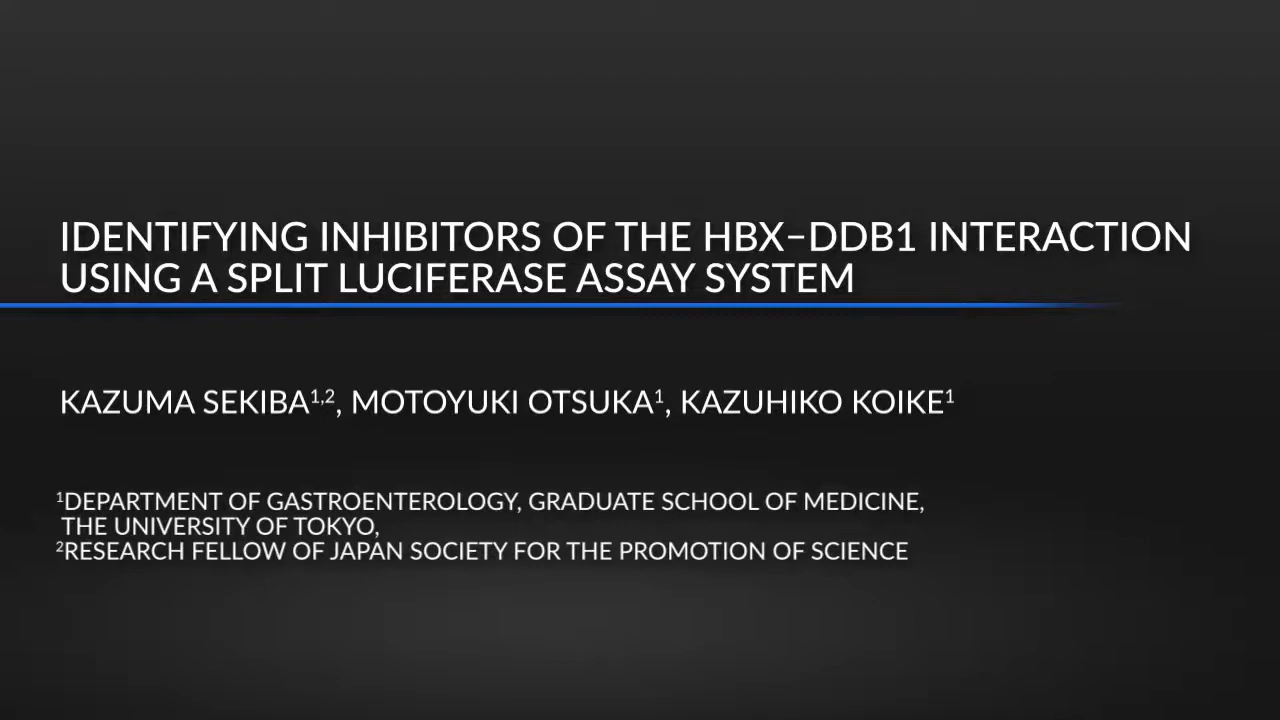 IDENTIFYING INHIBITORS OF THE HBX–DDB1 INTERACTION
USING A SPLIT LUCIFERASE ASSAY SYSTEM
KAZUMA SEKIBA1,2, MOTOYUKI OTSUKA1, KAZUHIKO KOIKE1
1DEPARTMENT OF GASTROENTEROLOGY, GRADUATE SCHOOL OF MEDICINE,
THE UNIVERSITY OF TOKYO,
2RESEARCH FELLOW OF JAPAN SOCIETY FOR THE PROMOTION OF SCIENCE